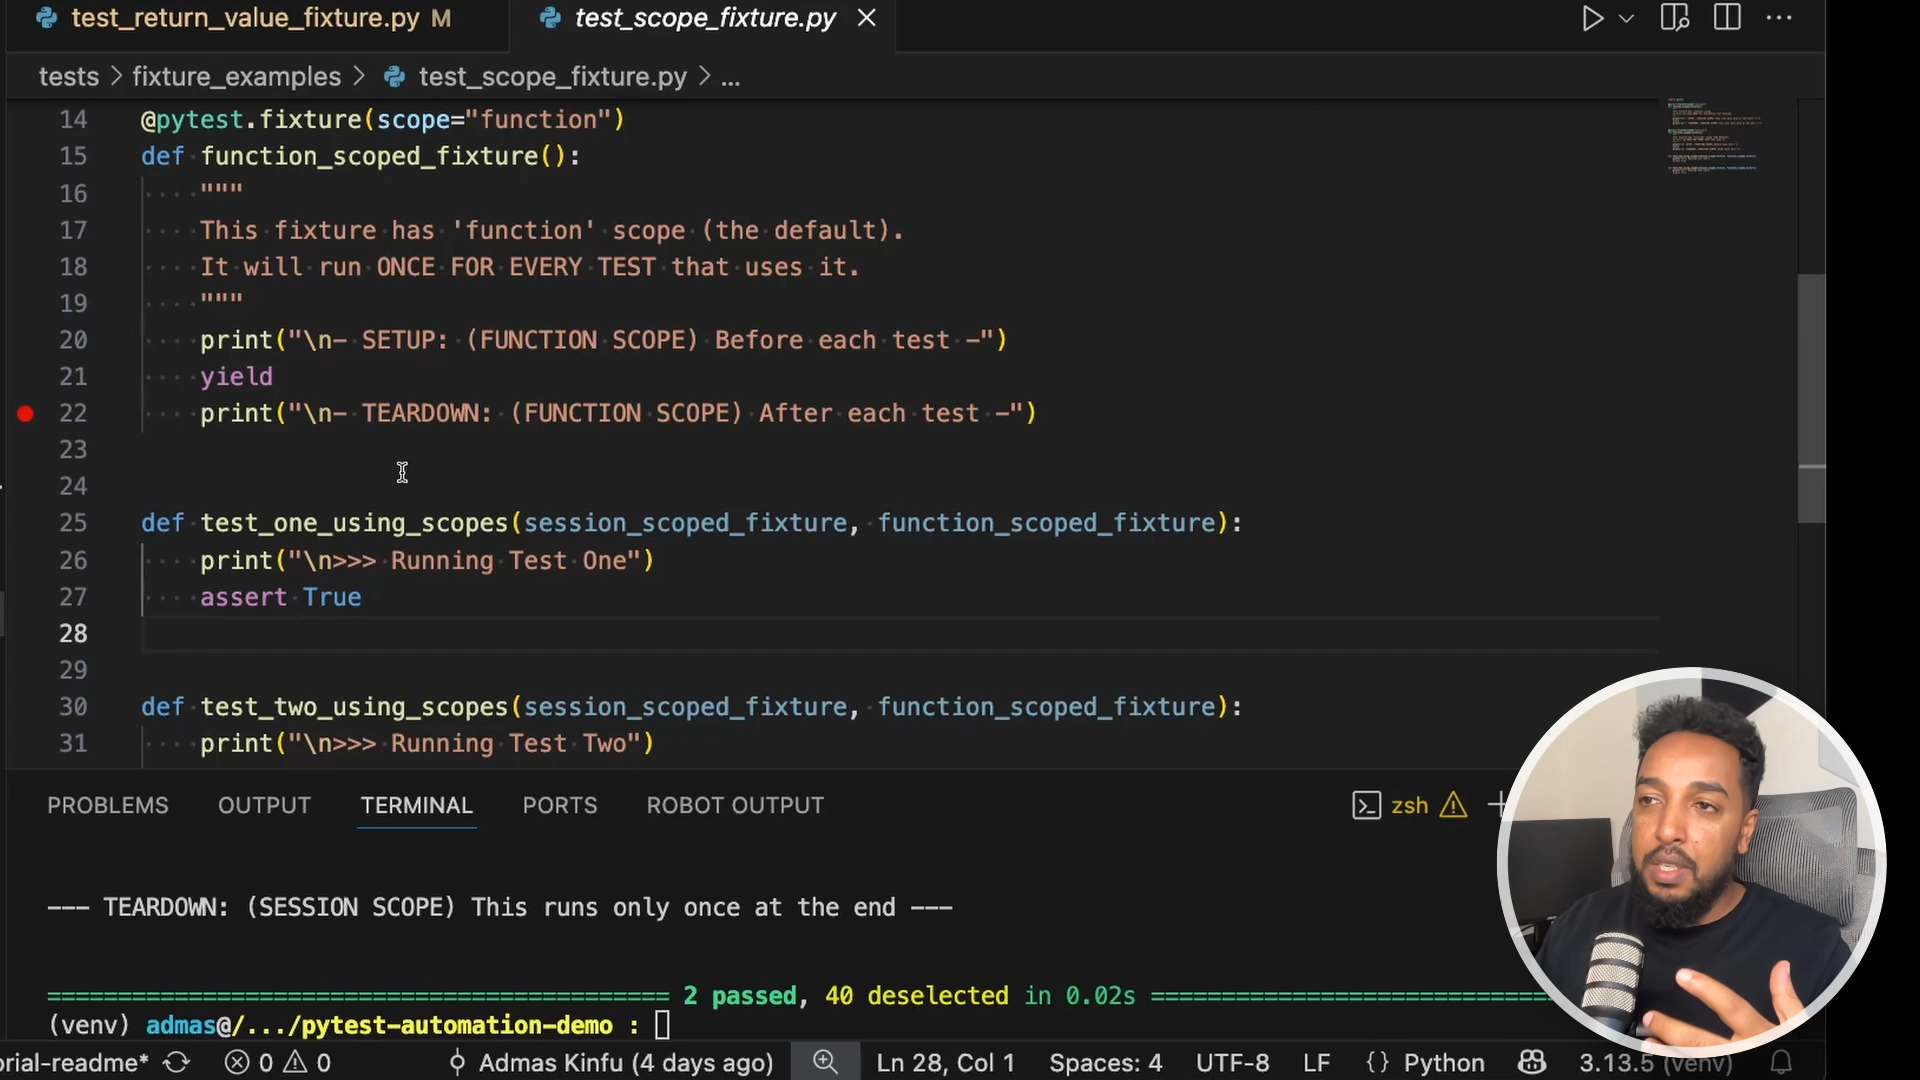 test_return_value_fixture.py M
test_scope_fixture.py
tests > fixture_examples > test_scope_fixture.py > ...
14 @pytest.fixture(scope="function")
15 def function_scoped_fixture():
16 """
17 This fixture has 'function' scope (the default).
18 It will run ONCE FOR EVERY TEST that uses it.
19 """
20 print("\n- SETUP: (FUNCTION SCOPE) Before each test -")
21 yield
22 print("\n- TEARDOWN: (FUNCTION SCOPE) After each test -")
23
24
25 def test_one_using_scopes(session_scoped_fixture, function_scoped_fixture):
26 print("\n>>> Running Test One")
27 assert True
28
29
30 def test_two_using_scopes(session_scoped_fixture, function_scoped_fixture):
31 print("\n>>> Running Test Two")
PROBLEMS OUTPUT TERMINAL PORTS ROBOT OUTPUT
zsh
--- TEARDOWN: (SESSION SCOPE) This runs only once at the end ---
========================================== 2 passed, 40 deselected in 0.02s ===========================
(venv) admas@/.../pytest-automation-demo :
orial-readme* 0 0 Admas Kinfu (4 days ago) Ln 28, Col 1 Spaces: 4 UTF-8 LF {} Python 3.13.5 (venv)